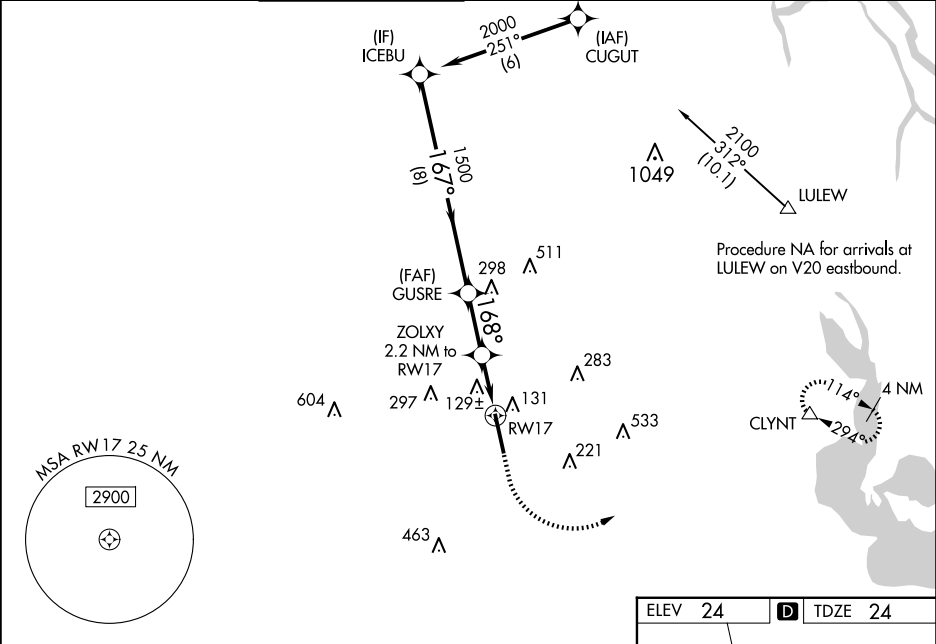 2000
251°
(6)
(IF)
ICEBU
(IAF)
CUGUT
1500
167°
(8)
1049
2100
312°
(10.1)
LULEW
Procedure NA for arrivals at
LULEW on V20 eastbound.
511
298
(FAF)
GUSRE
168°
ZOLXY
2.2 NM to
RW17
283
604
297
129±
131
RW17
533
221
4 NM
114°
CLYNT
294°
MSA RW17 25 NM
2900
463
ELEV 24 D TDZE 24